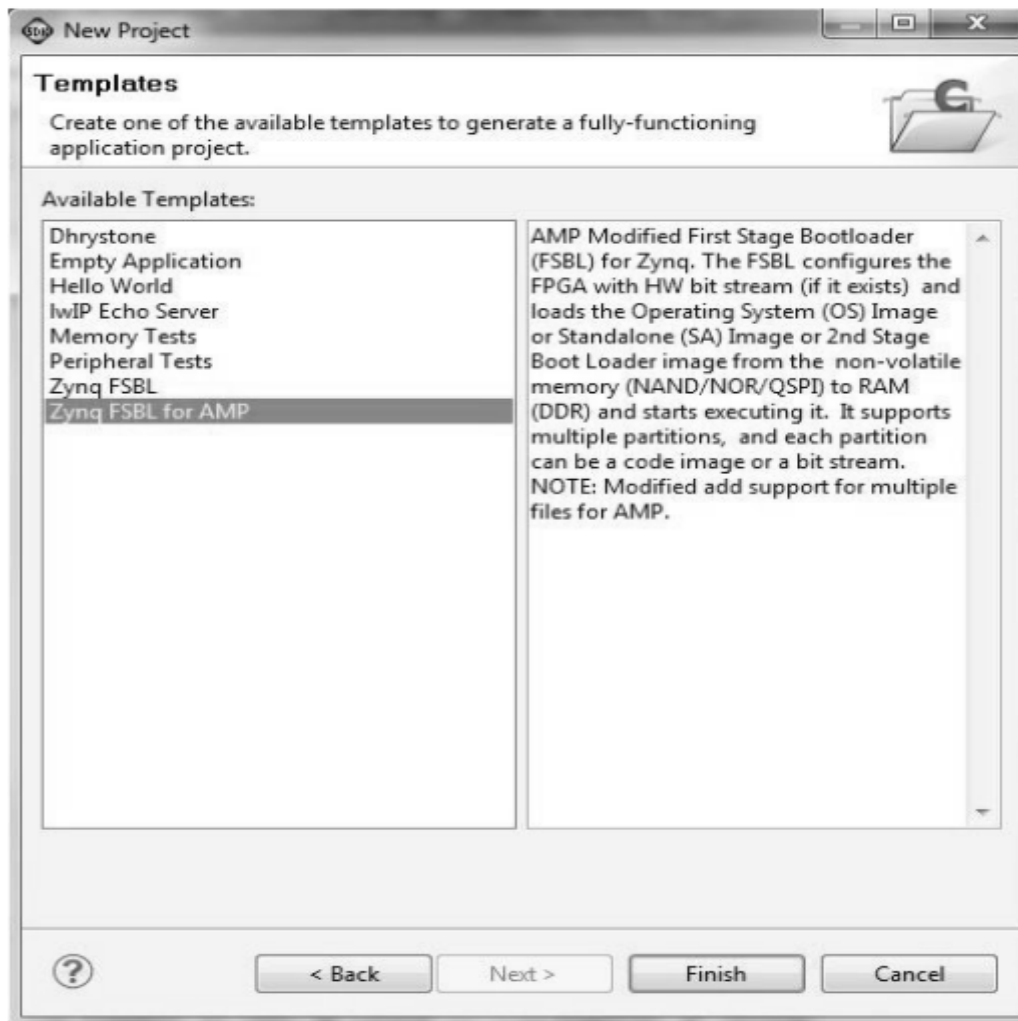 SDK New Project
Templates
Create one of the available templates to generate a fully-functioning
application project.
C
Available Templates:
Dhrystone
Empty Application
Hello World
lwIP Echo Server
Memory Tests
Peripheral Tests
Zynq FSBL
Zynq FSBL for AMP
AMP Modified First Stage Bootloader
(FSBL) for Zynq. The FSBL configures the
FPGA with HW bit stream (if it exists) and
loads the Operating System (OS) Image
or Standalone (SA) Image or 2nd Stage
Boot Loader image from the non-volatile
memory (NAND/NOR/QSPI) to RAM
(DDR) and starts executing it. It supports
multiple partitions, and each partition
can be a code image or a bit stream.
NOTE: Modified add support for multiple
files for AMP.
? < Back Next > Finish Cancel